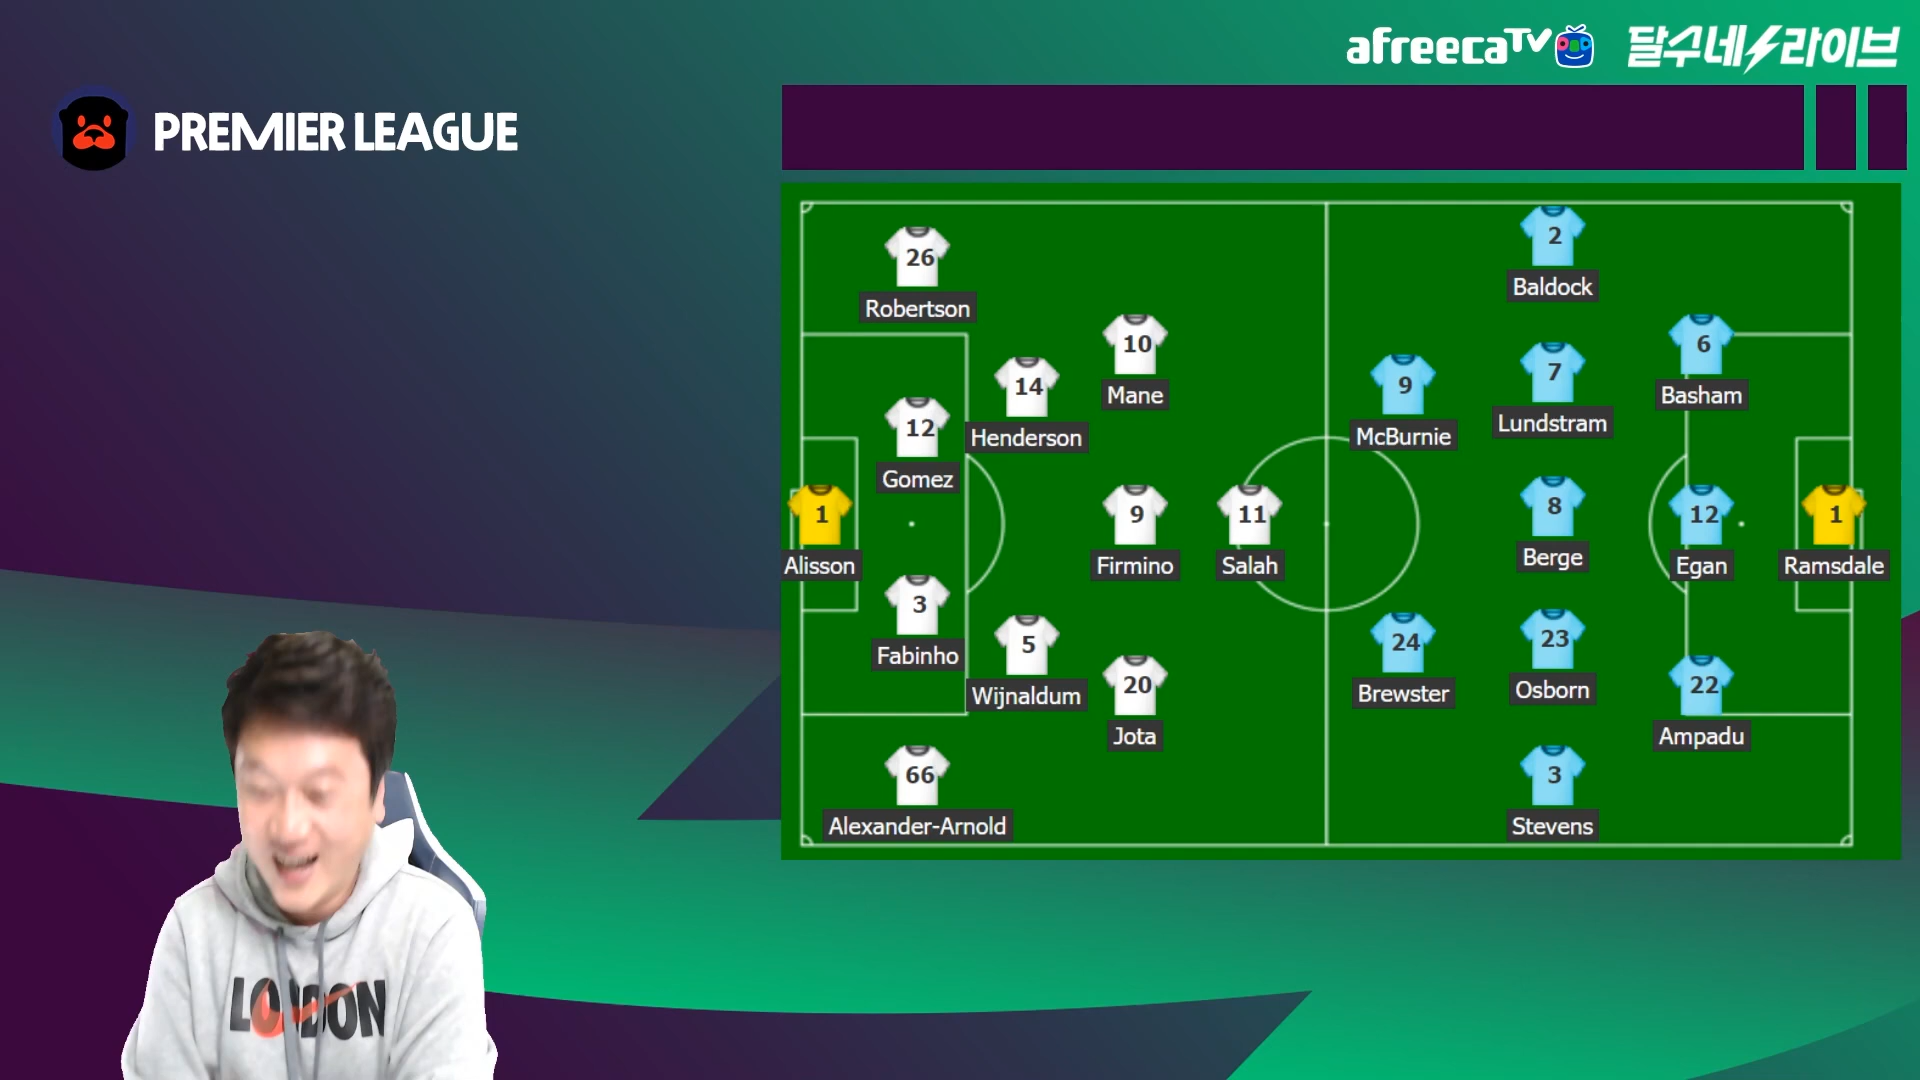 afreecaTV 달수네라이브
PREMIER LEAGUE
26
Robertson
12
Gomez
1
Alisson
3
Fabinho
66
Alexander-Arnold
14
Henderson
5
Wijnaldum
10
Mane
9
Firmino
20
Jota
11
Salah
9
McBurnie
24
Brewster
2
Baldock
7
Lundstram
8
Berge
23
Osborn
3
Stevens
6
Basham
12
Egan
22
Ampadu
1
Ramsdale
LONDON